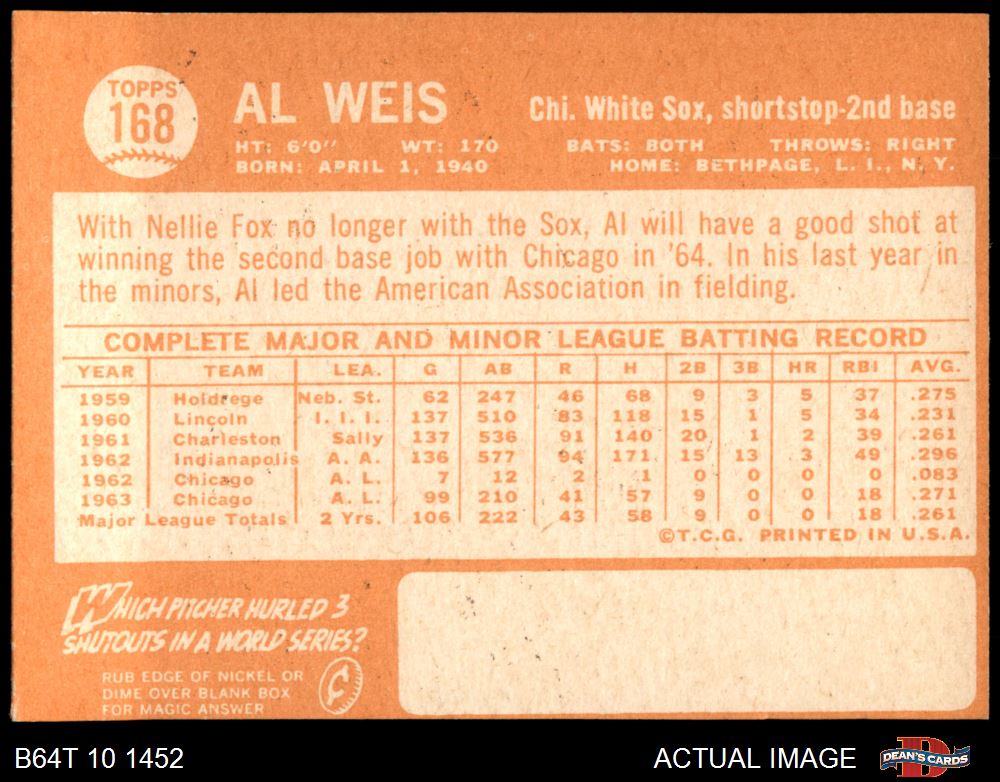 TOPPS
168
AL WEIS
Chi. White Sox, shortstop-2nd base
HT: 6'0" WT: 170 BATS: BOTH THROWS: RIGHT
BORN: APRIL 1, 1940 HOME: BETHPAGE, L. I., N. Y.
With Nellie Fox no longer with the Sox, Al will have a good shot at
winning the second base job with Chicago in '64. In his last year in
the minors, Al led the American Association in fielding.
COMPLETE MAJOR AND MINOR LEAGUE BATTING RECORD
YEAR TEAM LEA. G AB R H 2B 3B HR RBI AVG.
1959 Holdrege Neb. St. 62 247 46 68 9 3 5 37 .275
1960 Lincoln I. I. I. 137 510 83 118 15 1 5 34 .231
1961 Charleston Sally 137 536 91 140 20 1 2 39 .261
1962 Indianapolis A. A. 136 577 94 171 15 13 3 49 .296
1962 Chicago A. L. 7 12 2 1 0 0 0 0 .083
1963 Chicago A. L. 99 210 41 57 9 0 0 18 .271
Major League Totals 2 Yrs. 106 222 43 58 9 0 0 18 .261
©T.C.G. PRINTED IN U.S.A.
WHICH PITCHER HURLED 3
SHUTOUTS IN A WORLD SERIES?
RUB EDGE OF NICKEL OR
DIME OVER BLANK BOX
FOR MAGIC ANSWER
¢
B64T 10 1452
ACTUAL IMAGE
DEAN'S CARDS